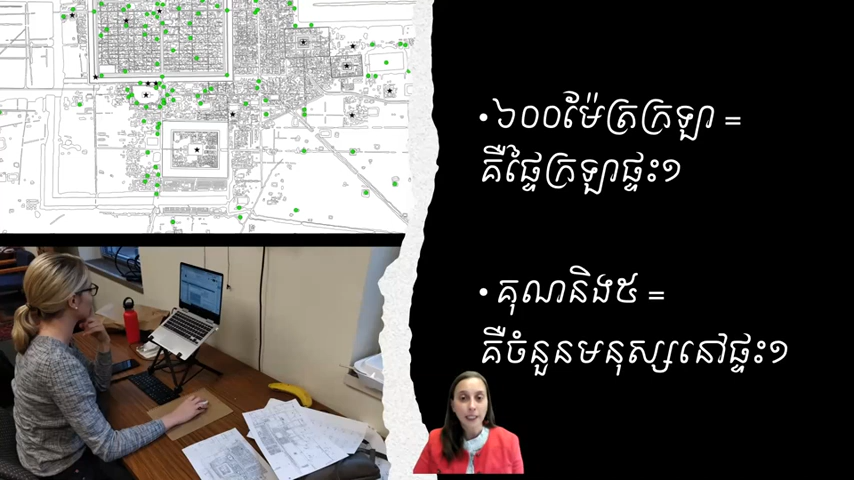 • ៦០០ម៉ែត្រក្រឡា =
គឺផ្ទៃក្រឡាផ្ទះ១
• គុណនិង៥ =
គឺចំនួនមនុស្សនៅផ្ទះ១